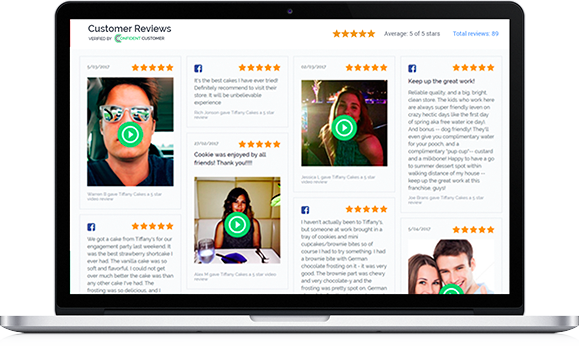 Customer Reviews
VERIFIED BY CONFIDENT CUSTOMER
Average: 5 of 5 stars
Total reviews: 89
5/03/2017
Warren B gave Tiffany Cakes a 5 star
video review
We got a cake from Tiffany's for our
engagement party last weekend. It
was the best strawberry shortcake I
ever had. The vanilla cake was so
soft and flavorful. I could not get
over much better the cake was than
any other cake I've had. The
frosting was so delicious, and I
It's the best cakes I have ever tried!
Definitely recommend to visit their
store. It will be unbelievable
experience
Rich Jonson gave Tiffany Cakes a 5 star
review
Cookie was enjoyed by all
friends! Thank you!!!!!
Alex M gave Tiffany Cakes a 5 star video
review
02/03/2017
Jessica L gave Tiffany Cakes a 5 star
video review
I haven't actually been to Tiffany's
but someone at work brought in a
tray of cookies and mini
cupcakes/brownie bites so of
course I had to try something. I had
a brownie bite with German
chocolate frosting on it - it was very
good. The brownie part was chewy
and very chocolate-y and the
frosting was pretty spot on. German
Keep up the great work!
Reliable quality, and a big, bright,
clean store. The kids who work here
are always super friendly (even on
crazy hectic days like the first day
of spring aka free water ice day).
And bonus -- dog friendly! They'll
even give you complimentary water
for your pooch, and a
complimentary "pup cup"-- custard
and a milkbone! Happy to have a go
to summer dessert spot within
walking distance of my house --
keep up the great work at this
franchise, guys!
Joe Strano gave Tiffany Cakes a 5 star
review
5/04/2017